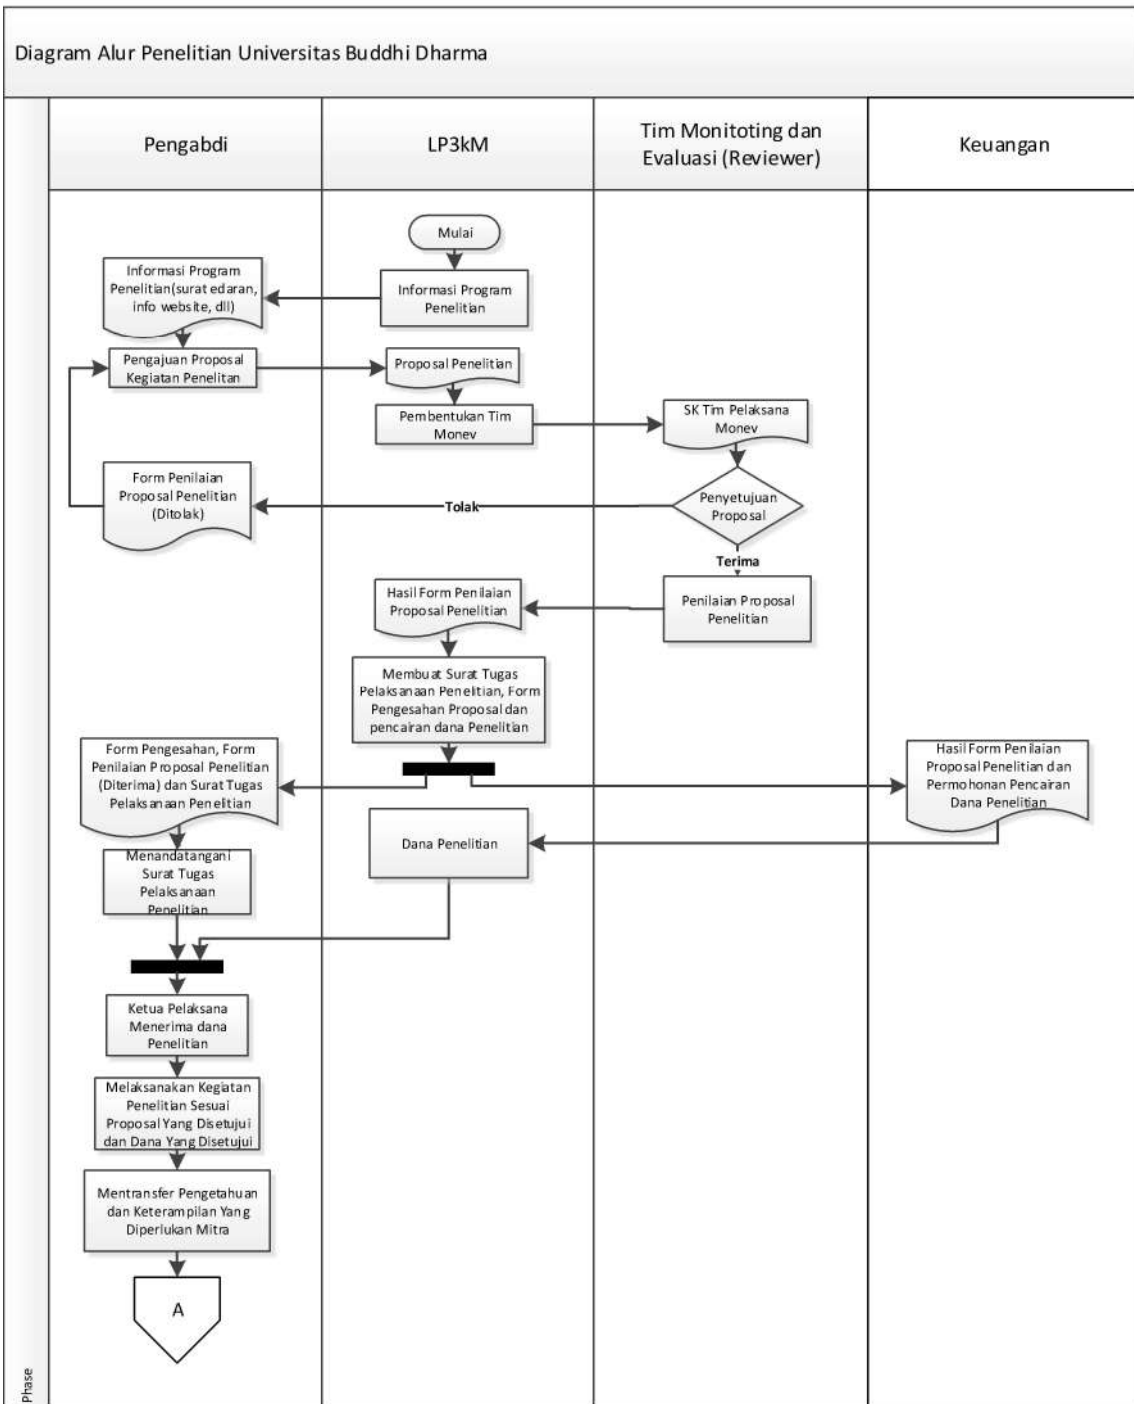 Diagram Alur Penelitian Universitas Buddhi Dharma
Pengabdi
LP3kM
Tim Monitoting dan
Evaluasi (Reviewer)
Keuangan
Mulai
Informasi Program
Penelitian(surat edaran,
info website, dll)
Informasi Program
Penelitian
Pengajuan Proposal
Kegiatan Penelitan
Proposal Penelitian
Pembentukan Tim
Monev
SK Tim Pelaksana
Monev
Form Penilaian
Proposal Penelitian
(Ditolak)
Tolak
Penyetujuan
Proposal
Terima
Hasil Form Penilaian
Proposal Penelitian
Penilaian Proposal
Penelitian
Membuat Surat Tugas
Pelaksanaan Penelitian, Form
Pengesahan Proposal dan
pencairan dana Penelitian
Form Pengesahan, Form
Penilaian Proposal Penelitian
(Diterima) dan Surat Tugas
Pelaksanaan Penelitian
Hasil Form Penilaian
Proposal Penelitian dan
Permohonan Pencairan
Dana Penelitian
Dana Penelitian
Menandatangani
Surat Tugas
Pelaksanaan
Penelitian
Ketua Pelaksana
Menerima dana
Penelitian
Melaksanakan Kegiatan
Penelitian Sesuai
Proposal Yang Disetujui
dan Dana Yang Disetujui
Mentransfer Pengetahuan
dan Keterampilan Yang
Diperlukan Mitra
A
Phase